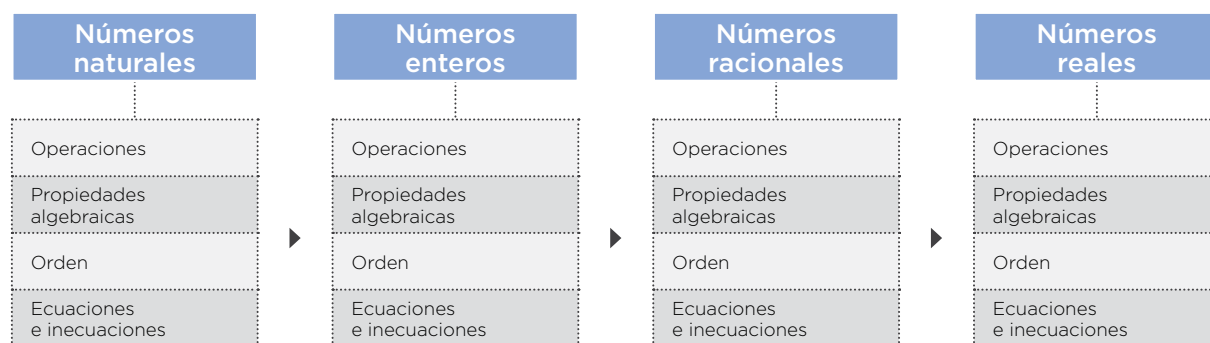 Números
naturales
Operaciones
Propiedades
algebraicas
Orden
Ecuaciones
e inecuaciones
Números
enteros
Operaciones
Propiedades
algebraicas
Orden
Ecuaciones
e inecuaciones
Números
racionales
Operaciones
Propiedades
algebraicas
Orden
Ecuaciones
e inecuaciones
Números
reales
Operaciones
Propiedades
algebraicas
Orden
Ecuaciones
e inecuaciones